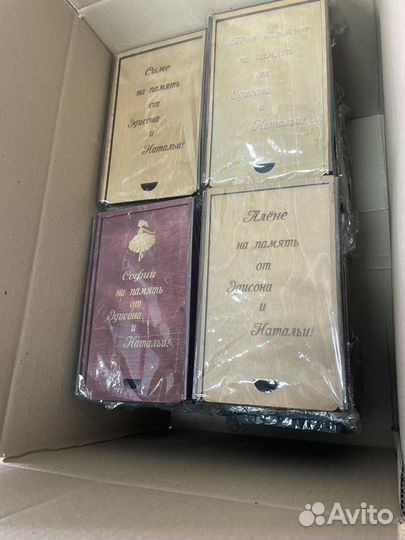 Симе
на память
от
Эдисона
и
Натальи!
на память
от
Эдисона
и
Натальи!
Софии
на память
от
Эдисона
и
Натальи!
Алёне
на память
от
Эдисона
и
Натальи!
Avito